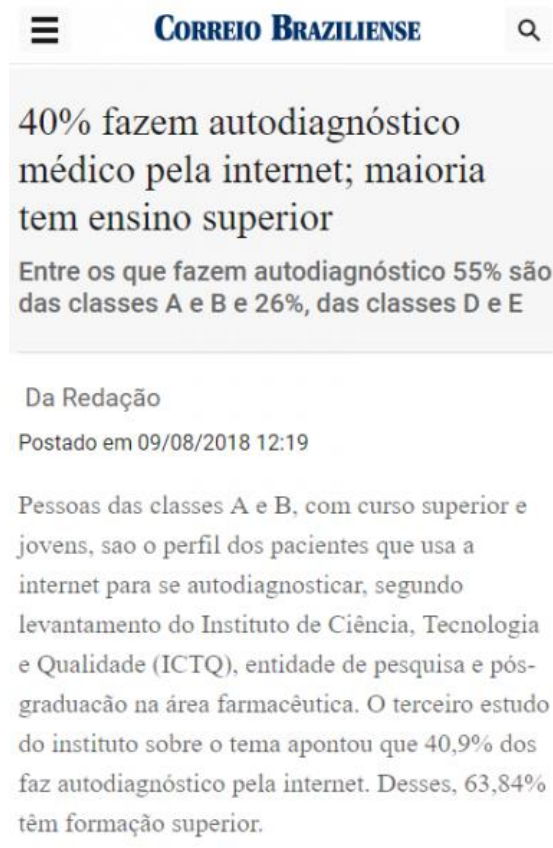 CORREIO BRAZILIENSE
40% fazem autodiagnóstico
médico pela internet; maioria
tem ensino superior
Entre os que fazem autodiagnóstico 55% são
das classes A e B e 26%, das classes D e E
Da Redação
Postado em 09/08/2018 12:19
Pessoas das classes A e B, com curso superior e
jovens, sao o perfil dos pacientes que usa a
internet para se autodiagnosticar, segundo
levantamento do Instituto de Ciência, Tecnologia
e Qualidade (ICTQ), entidade de pesquisa e pós-
graduacão na área farmacêutica. O terceiro estudo
do instituto sobre o tema apontou que 40,9% dos
faz autodiagnóstico pela internet. Desses, 63,84%
têm formação superior.